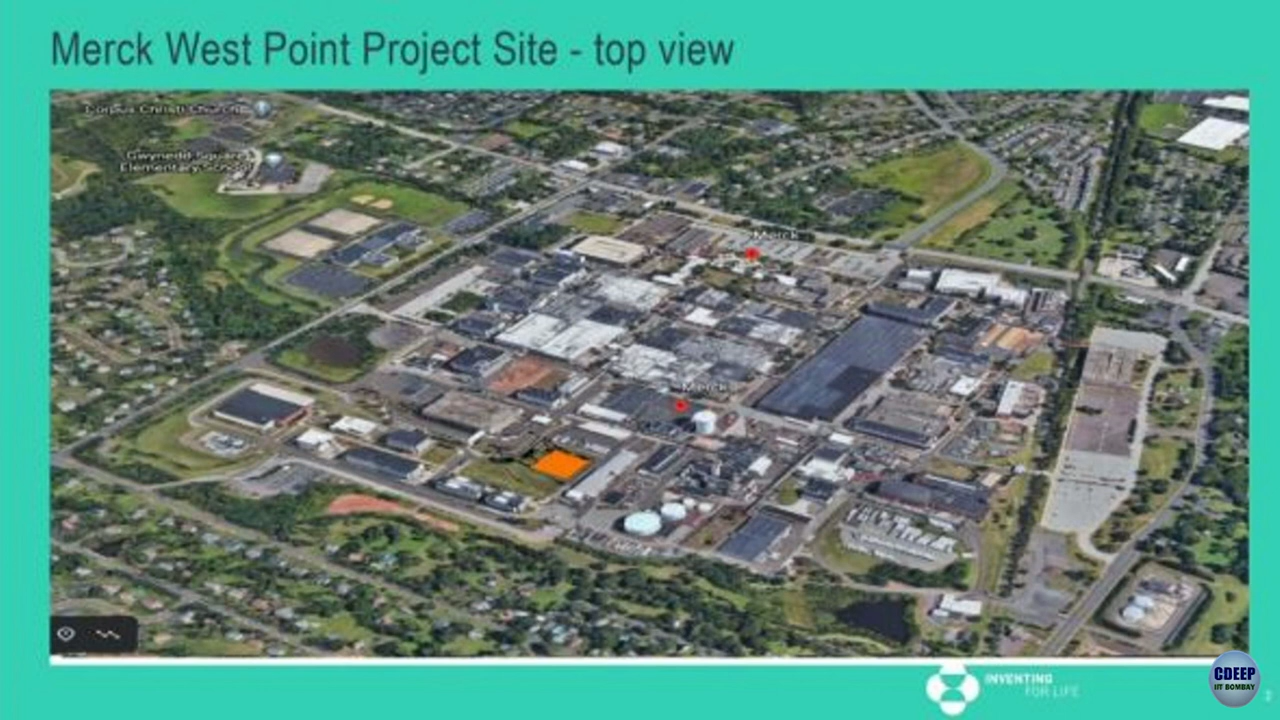 Merck West Point Project Site - top view
Corpus Christi Church
Gwynedd Square
Elementary School
Merck
Merck
INVENTING
FOR LIFE
CDEEP
IIT BOMBAY